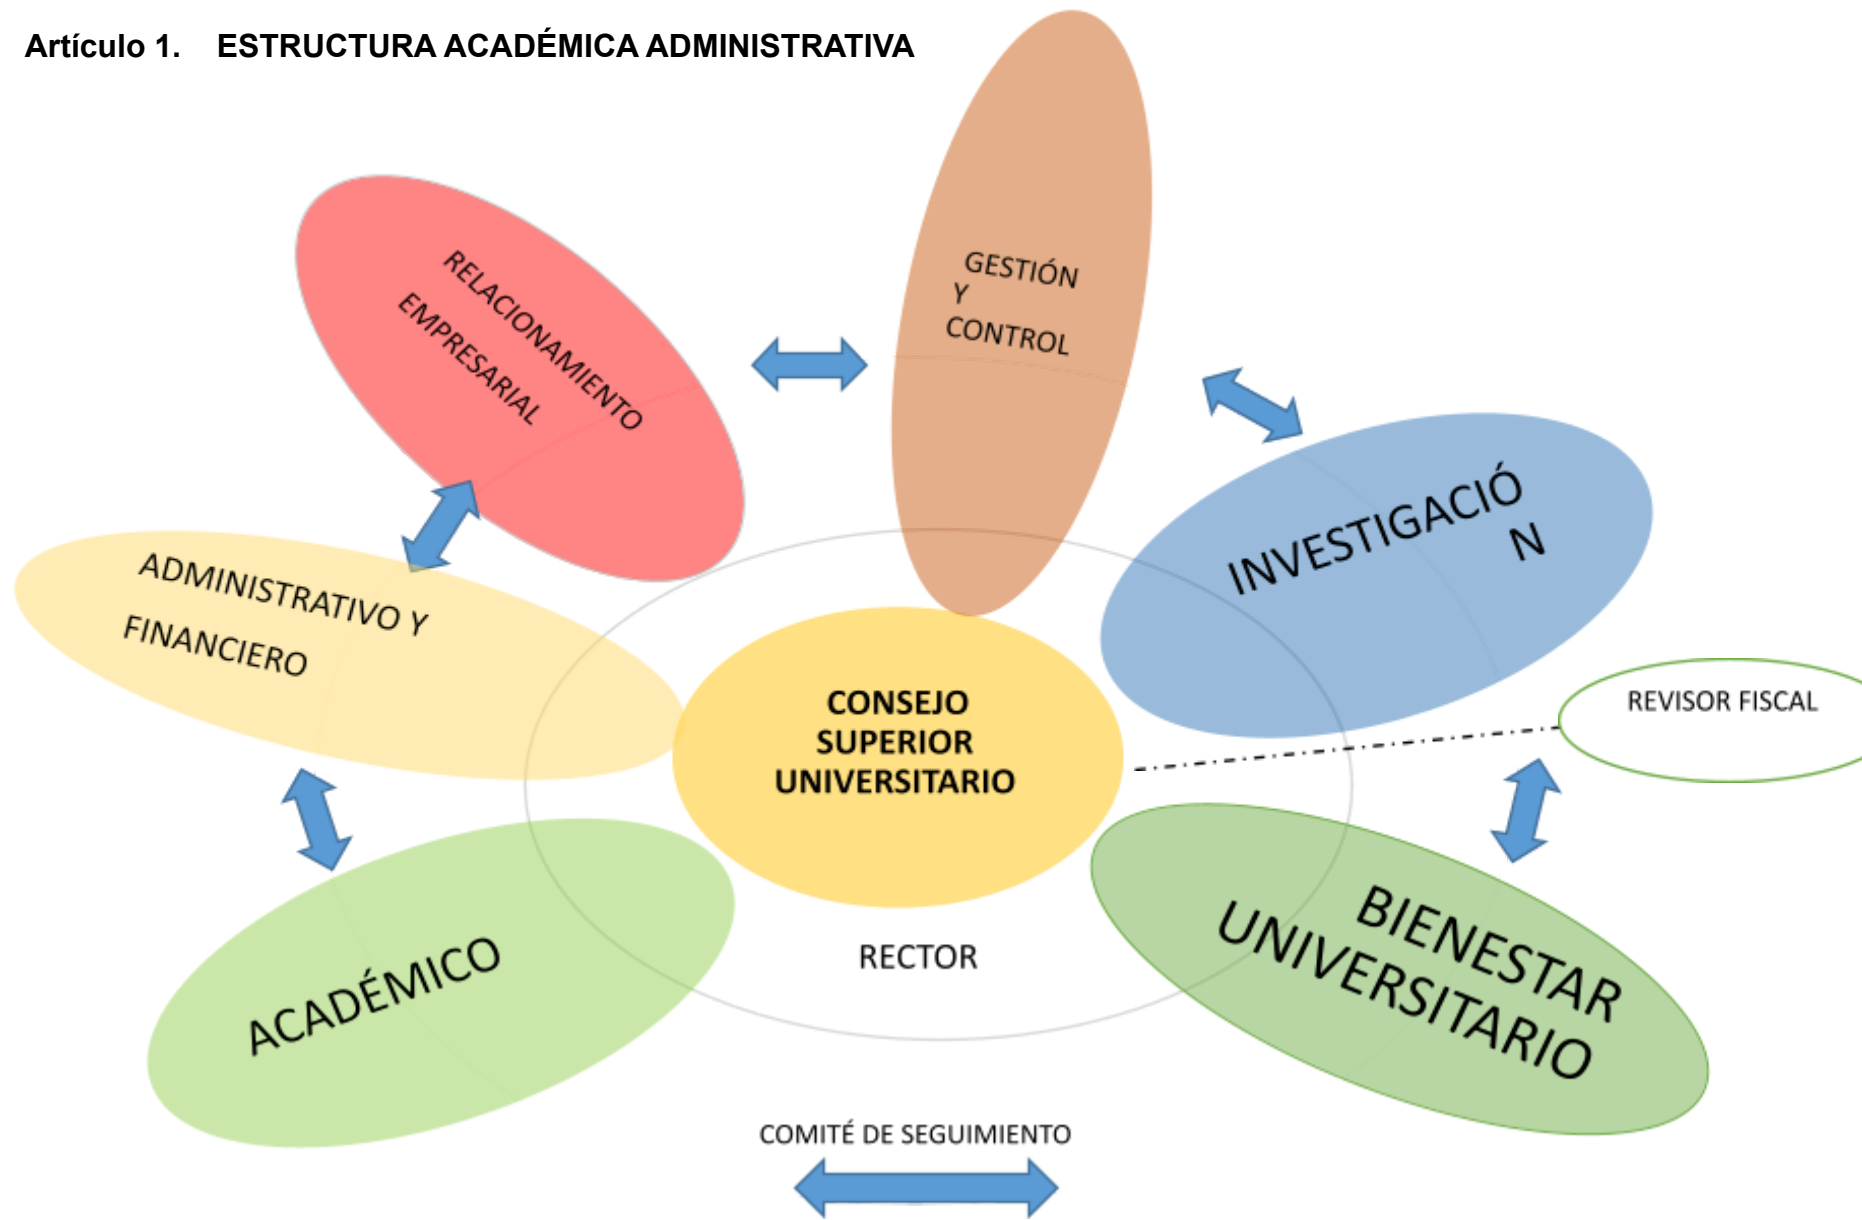 Artículo 1. ESTRUCTURA ACADÉMICA ADMINISTRATIVA
GESTIÓN
Y
CONTROL
RELACIONAMIENTO
EMPRESARIAL
INVESTIGACIÓ
N
ADMINISTRATIVO Y
FINANCIERO
REVISOR FISCAL
CONSEJO
SUPERIOR
UNIVERSITARIO
BIENESTAR
UNIVERSITARIO
ACADÉMICO
RECTOR
COMITÉ DE SEGUIMIENTO